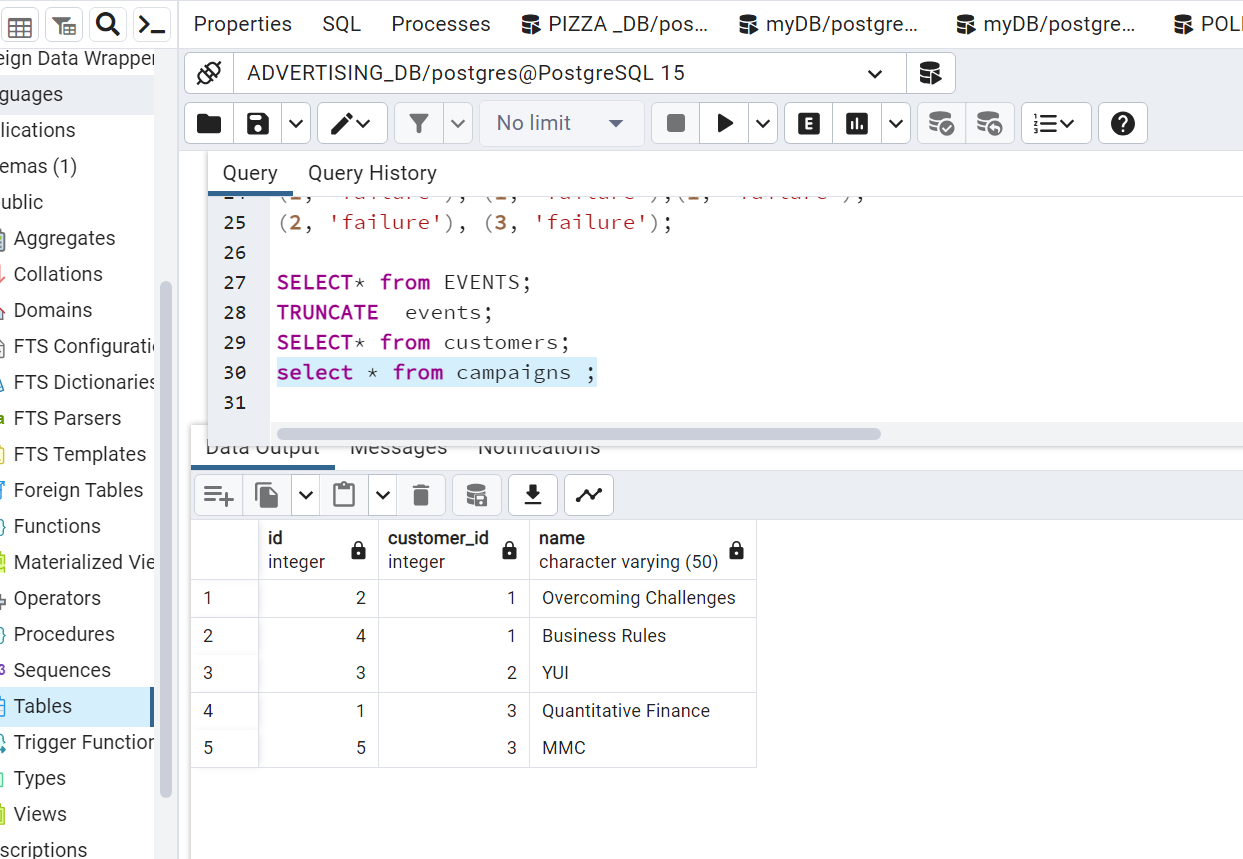 Properties SQL Processes PIZZA _DB/pos... myDB/postgre... myDB/postgre...
eign Data Wrapper
ADVERTISING_DB/postgres@PostgreSQL 15
guages
lications
No limit
E
emas (1)
Query Query History
ublic
25 (2, 'failure'), (3, 'failure');
Aggregates
26
Collations
27 SELECT* from EVENTS;
Domains
28 TRUNCATE events;
FTS Configurati
29 SELECT* from customers;
FTS Dictionaries
30 select * from campaigns ;
31
FTS Parsers
Data Output Messages Notifications
FTS Templates
Foreign Tables
Functions
id customer_id name
integer integer character varying (50)
Materialized Vie
Operators
1 2 1 Overcoming Challenges
Procedures
2 4 1 Business Rules
Sequences
3 3 2 YUI
Tables
4 1 3 Quantitative Finance
Trigger Function
5 5 3 MMC
Types
Views
scriptions